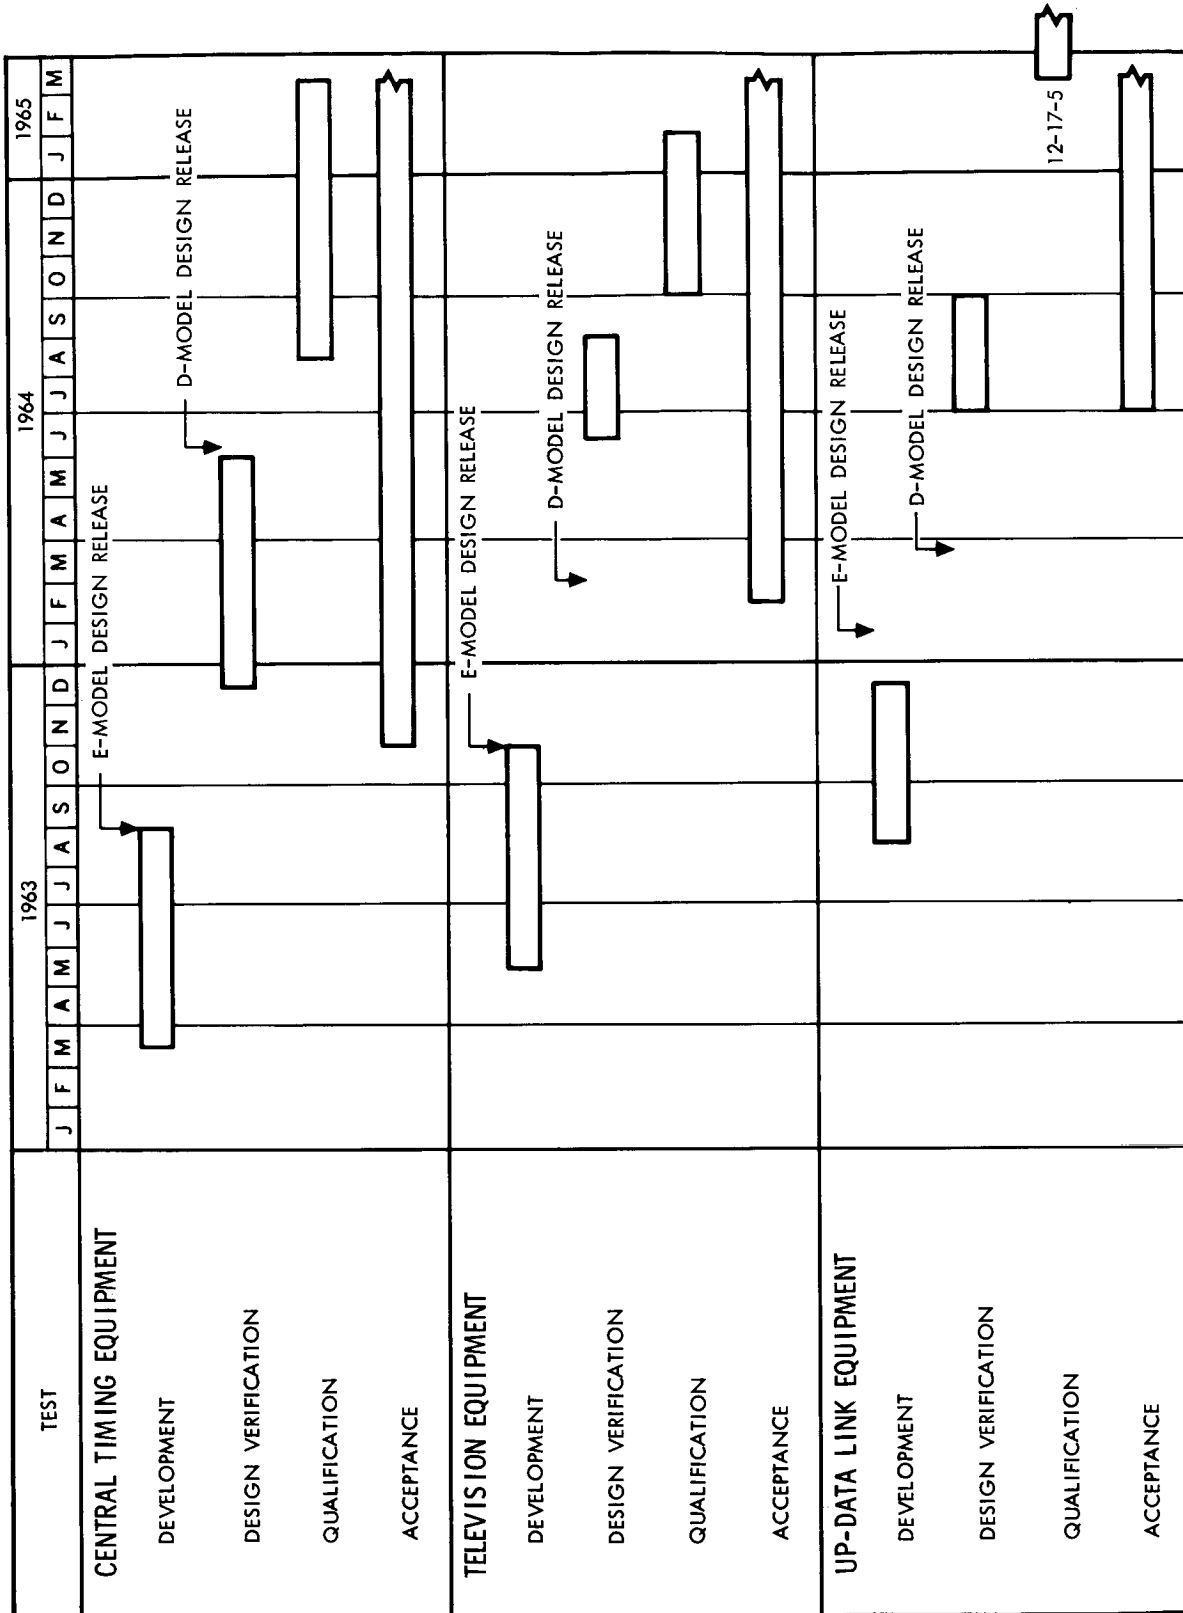 TEST
1963
1964
1965
J F M A M J J A S O N D J F M A M J J A S O N D J F M
CENTRAL TIMING EQUIPMENT
E-MODEL DESIGN RELEASE
DEVELOPMENT
D-MODEL DESIGN RELEASE
DESIGN VERIFICATION
QUALIFICATION
ACCEPTANCE
TELEVISION EQUIPMENT
E-MODEL DESIGN RELEASE
DEVELOPMENT
D-MODEL DESIGN RELEASE
DESIGN VERIFICATION
QUALIFICATION
ACCEPTANCE
UP-DATA LINK EQUIPMENT
E-MODEL DESIGN RELEASE
DEVELOPMENT
D-MODEL DESIGN RELEASE
DESIGN VERIFICATION
QUALIFICATION
12-17-5
ACCEPTANCE